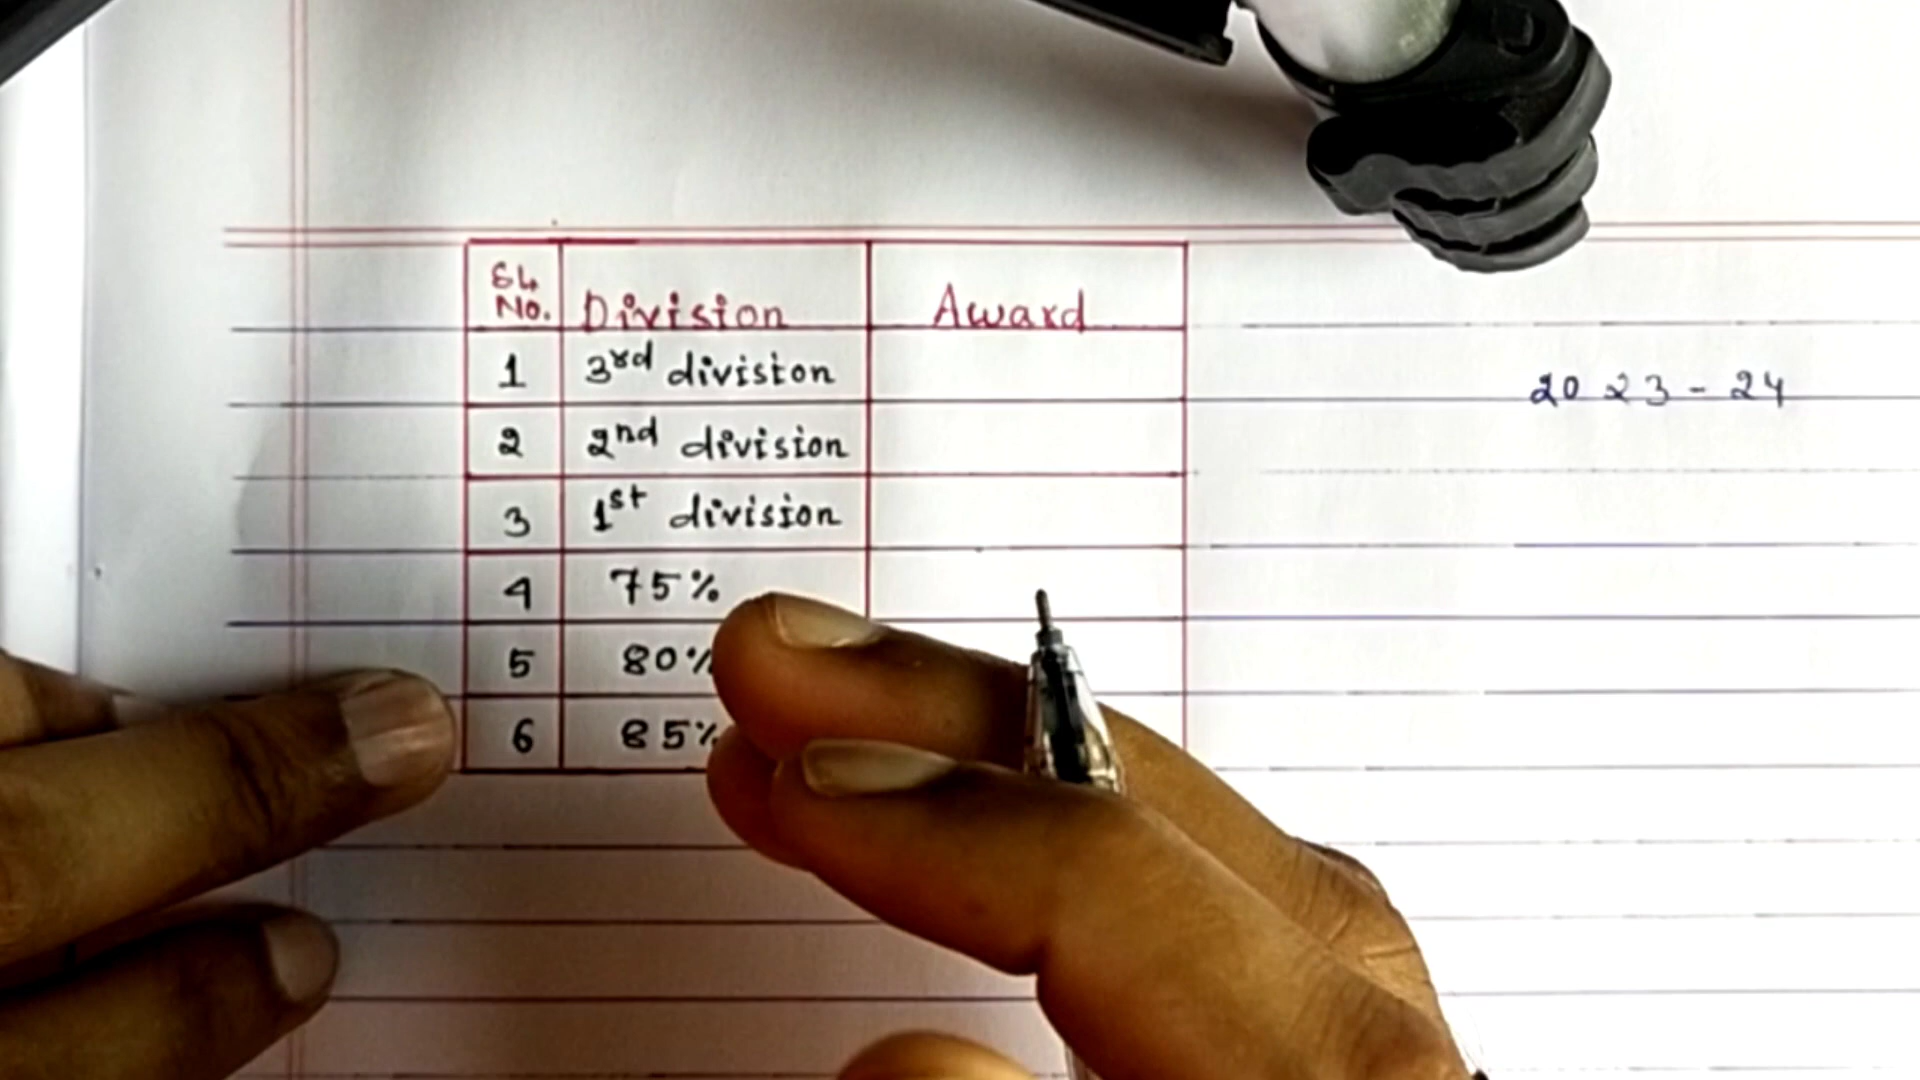 SL No. Division Award
1 3rd division
2023-24
2 2nd division
3 1st division
4 75%
5 80%
6 85%